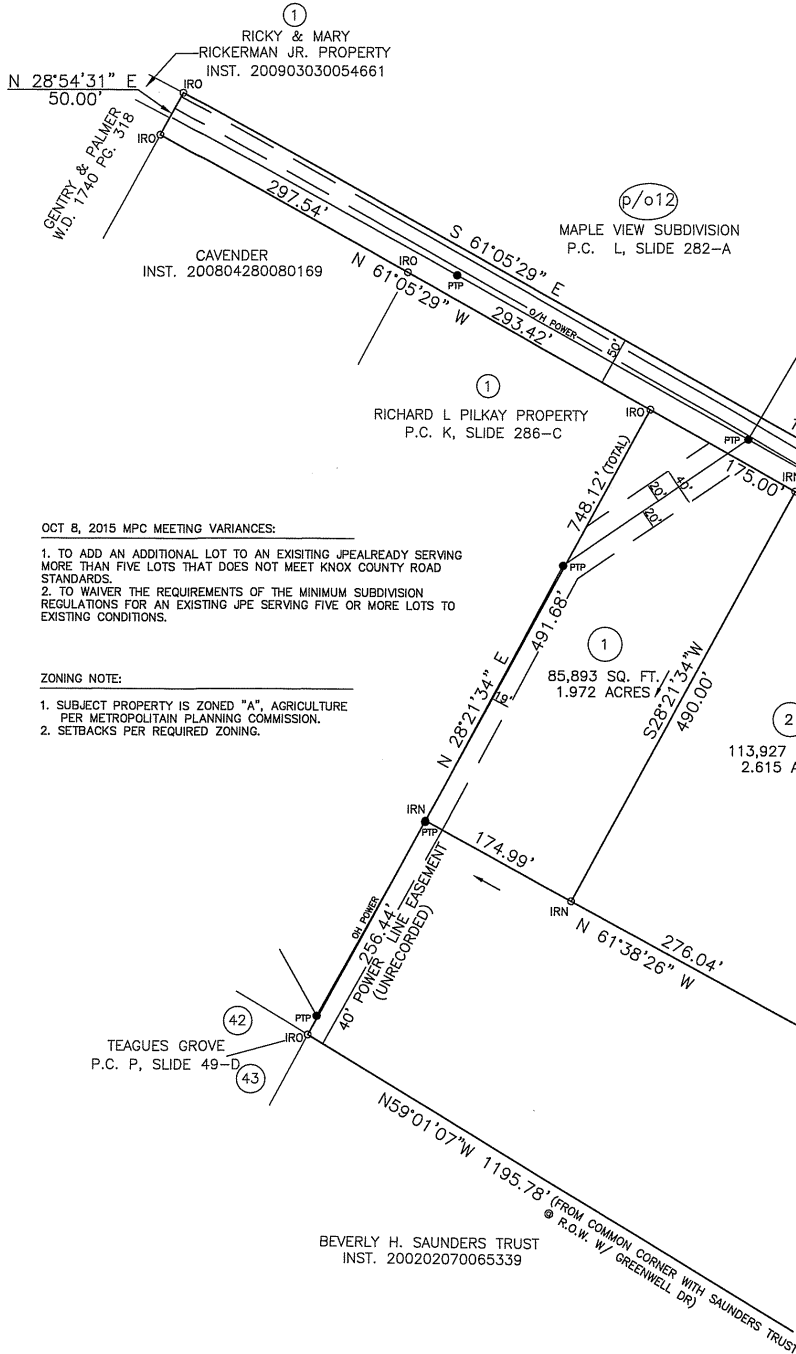 1
RICKY & MARY
RICKERMAN JR. PROPERTY
INST. 200903030054661
N 28°54'31" E
50.00'
IRO
IRO
GENTRY & PALMER
W.D. 1740 PG. 318
297.54'
p/o12
MAPLE VIEW SUBDIVISION
P.C. L, SLIDE 282-A
S 61°05'29" E
CAVENDER
INST. 200804280080169
IRO
N 61°05'29" W
PTP
O/H POWER
293.42'
50'
1
RICHARD L PILKAY PROPERTY
P.C. K, SLIDE 286-C
IRO
PTP
IRN
175.00'
748.12' (TOTAL)
20'
40'
20'
OCT 8, 2015 MPC MEETING VARIANCES:
1. TO ADD AN ADDITIONAL LOT TO AN EXISITING JPEALREADY SERVING
MORE THAN FIVE LOTS THAT DOES NOT MEET KNOX COUNTY ROAD
STANDARDS.
2. TO WAIVER THE REQUIREMENTS OF THE MINIMUM SUBDIVISION
REGULATIONS FOR AN EXISTING JPE SERVING FIVE OR MORE LOTS TO
EXISTING CONDITIONS.
PTP
491.68'
1
85,893 SQ. FT.
1.972 ACRES
S28°21'34"W
490.00'
ZONING NOTE:
1. SUBJECT PROPERTY IS ZONED "A", AGRICULTURE
PER METROPOLITAIN PLANNING COMMISSION.
2. SETBACKS PER REQUIRED ZONING.
N 28°21'34" E
19'
2
113,927
2.615 A
IRN
PTP
174.99'
IRN
N 61°38'26" W
276.04'
OH POWER
256.44'
40' POWER LINE EASEMENT
(UNRECORDED)
PTP
IRO
42
TEAGUES GROVE
P.C. P, SLIDE 49-D
43
N59°01'07"W 1195.78' (FROM COMMON CORNER WITH SAUNDERS TRUST
@ R.O.W. W/ GREENWELL DR)
BEVERLY H. SAUNDERS TRUST
INST. 200202070065339